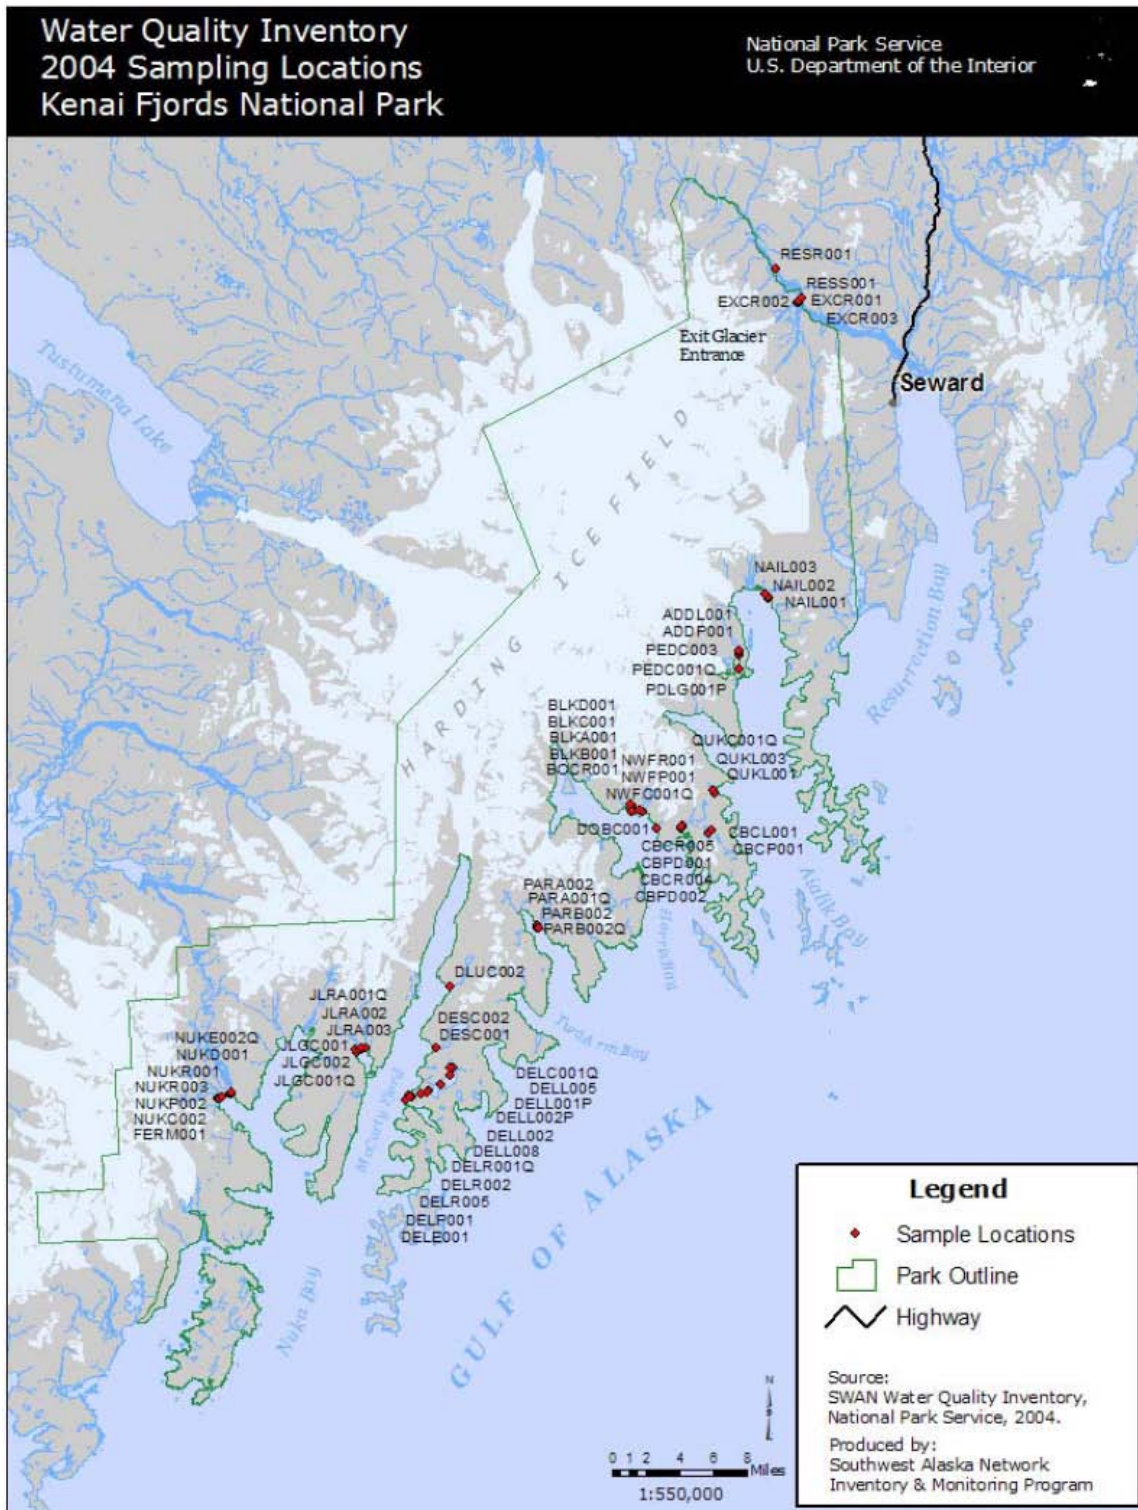 Water Quality Inventory
2004 Sampling Locations
Kenai Fjords National Park
National Park Service
U.S. Department of the Interior
RESR001
RESS001
EXCR002
EXCR001
EXCR003
Exit Glacier
Entrance
Seward
Tustumena Lake
HARDING ICE FIELD
Resurrection Bay
NAIL003
NAIL002
NAIL001
ADDL001
ADDP001
PEDC003
PEDC001Q
PDLG001P
BLKD001
BLKC001
BLKA001
BLKB001
BOCR001
QUKC001Q
QUKL003
QUKL001
NWFR001
NWFP001
NWFC001Q
CBCL001
CBCP001
CBCR005
CBPD001
CBCR004
CBPD002
Aialik Bay
PARA002
PARA001Q
PARB002
PARB002Q
DLUC002
JLRA001Q
JLRA002
JLRA003
JLGC001
JLGC002
JLGC001Q
DESC002
DESC001
NUKE002Q
NUKD001
NUKR001
NUKR003
NUKP002
NUKC002
FERM001
DELC001Q
DELL005
DELL001P
DELL002P
DELL002
DELL008
DELR001Q
DELR002
DELR005
DELP001
DELE001
Nuka Bay
GULF OF ALASKA
Legend
Sample Locations
Park Outline
Highway
Source:
SWAN Water Quality Inventory,
National Park Service, 2004.
Produced by:
Southwest Alaska Network
Inventory & Monitoring Program
N
0 1 2 4 6 8
Miles
1:550,000